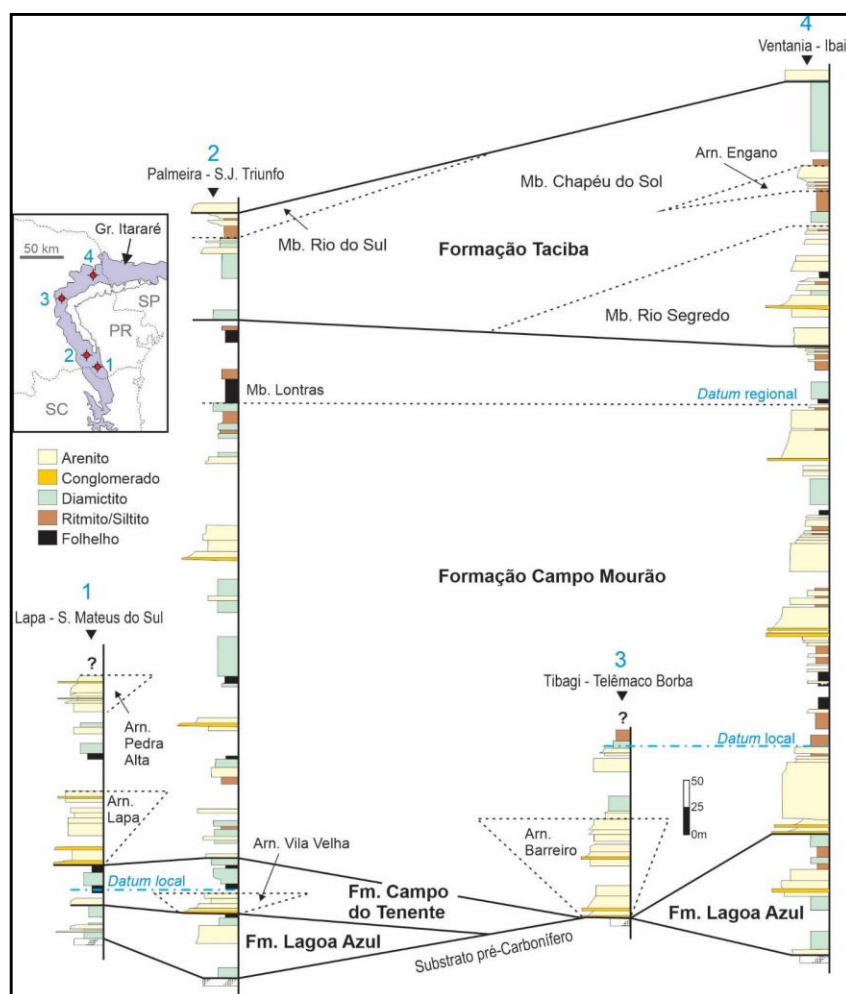 4
Ventania - Ibai
2
Palmeira - S.J. Triunfo
Arn. Engano
Mb. Chapéu do Sol
Mb. Rio do Sul
Formação Taciba
Mb. Rio Segredo
Gr. Itararé
50 km
4
3
SP
PR
2
1
SC
Mb. Lontras
Datum regional
Arenito
Conglomerado
Diamictito
Ritmito/Siltito
Folhelho
Formação Campo Mourão
1
Lapa - S. Mateus do Sul
?
Arn.
Pedra
Alta
3
Tibagi - Telêmaco Borba
?
Datum local
50
25
0m
Arn.
Lapa
Arn. Vila Velha
Arn.
Barreiro
Datum local
Fm. Campo
do Tenente
Fm. Lagoa Azul
Fm. Lagoa Azul
Substrato pré-Carbonífero